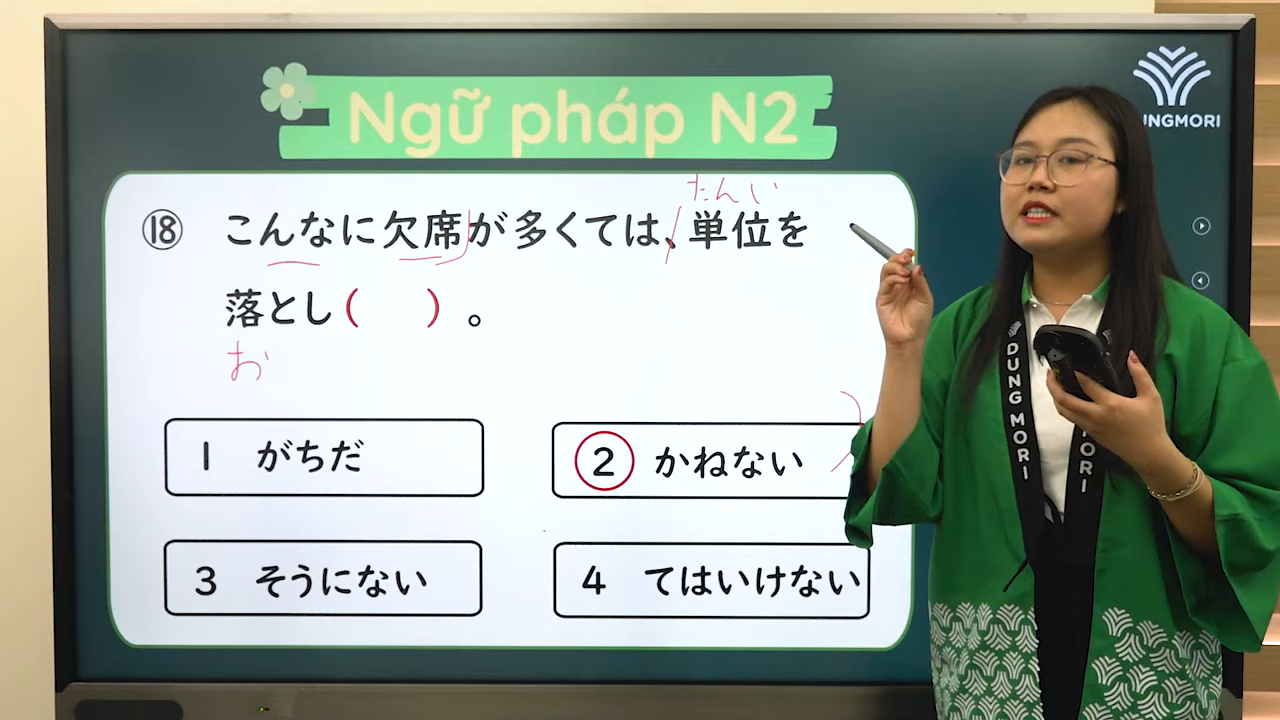 Ngữ pháp N2
UNGMORI
たんい
⑱ こんなに欠席が多くては、単位を
落とし( )。
お
1 がちだ
2 かねない
3 そうにない
4 てはいけない
DUNG MORI
MORI